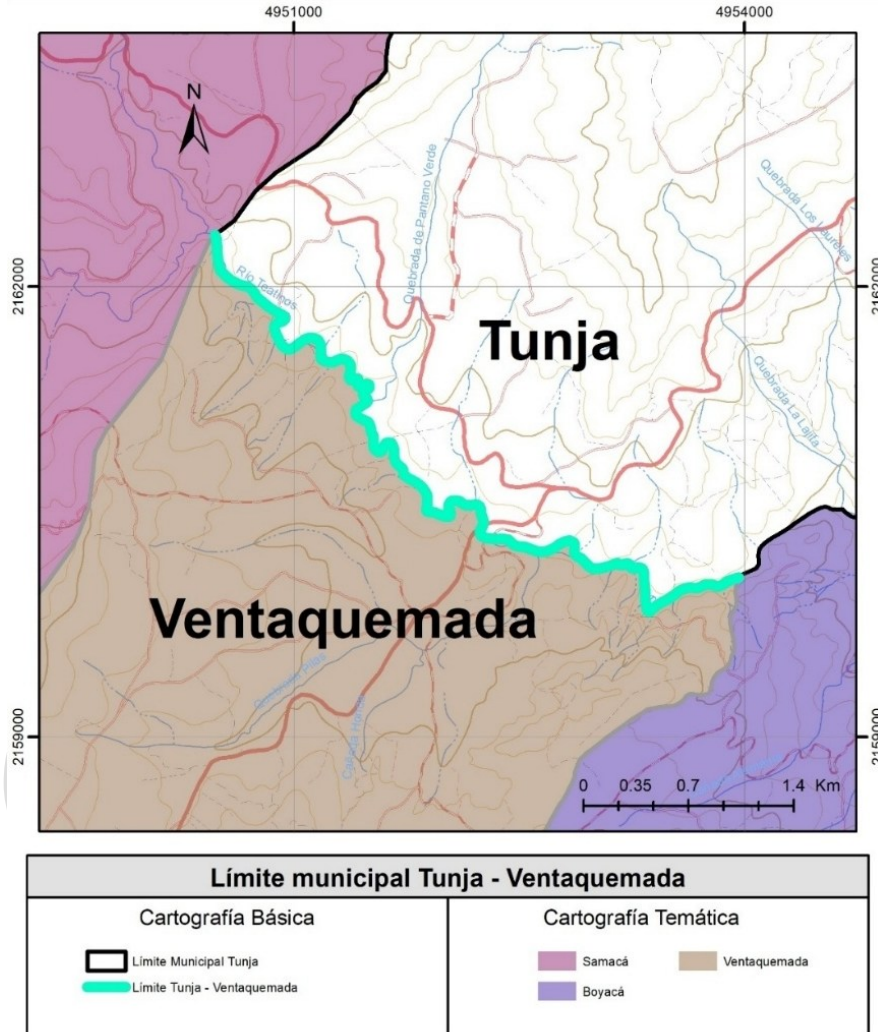 4951000
4954000
N
Quebrada de Pantano Verde
Quebrada Los Laureles
2162000
2162000
Río Teatinos
Tunja
Quebrada La Lajita
Ventaquemada
2159000
2159000
0 0.35 0.7 1.4 Km
Límite municipal Tunja - Ventaquemada
Cartografía Básica
Cartografía Temática
Límite Municipal Tunja
Límite Tunja - Ventaquemada
Samacá
Ventaquemada
Boyacá